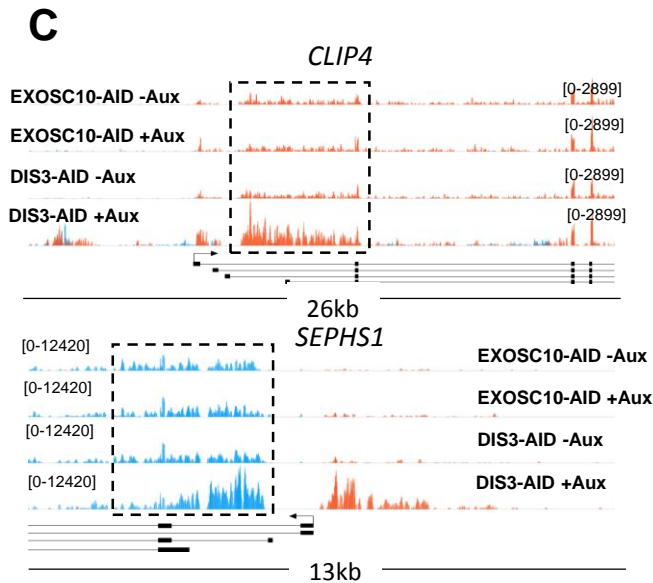 C
CLIP4
EXOSC10-AID -Aux [0-2899]
EXOSC10-AID +Aux [0-2899]
DIS3-AID -Aux [0-2899]
DIS3-AID +Aux [0-2899]
26kb
SEPHS1
[0-12420] EXOSC10-AID -Aux
[0-12420] EXOSC10-AID +Aux
[0-12420] DIS3-AID -Aux
[0-12420] DIS3-AID +Aux
13kb